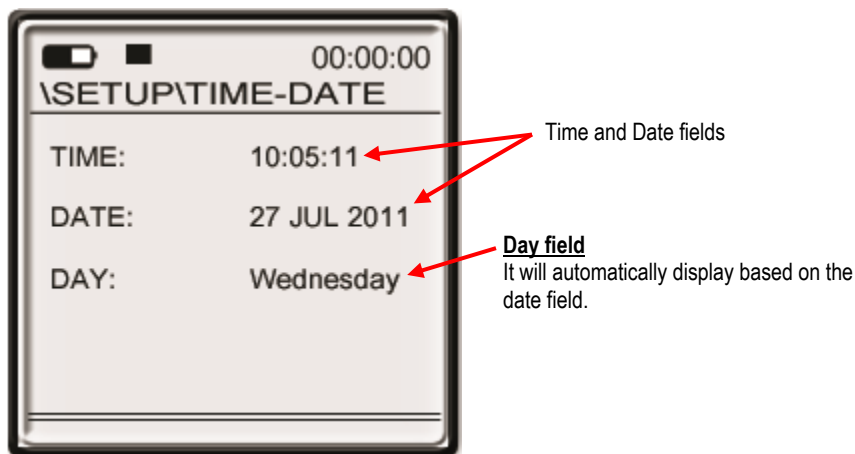 00:00:00
\SETUP\TIME-DATE
TIME: 10:05:11
DATE: 27 JUL 2011
DAY: Wednesday
Time and Date fields
Day field
It will automatically display based on the
date field.